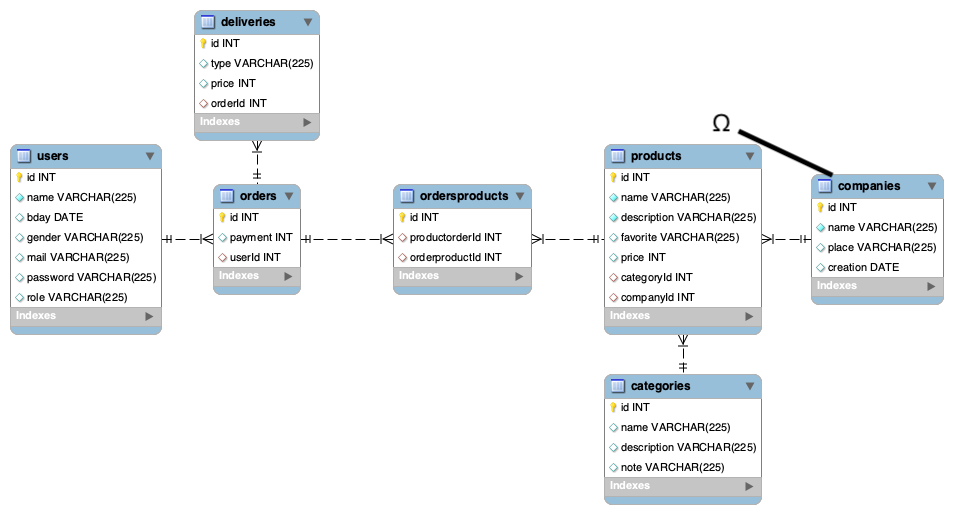 deliveries
id INT
type VARCHAR(225)
price INT
orderId INT
Indexes
users
id INT
name VARCHAR(225)
bday DATE
gender VARCHAR(225)
mail VARCHAR(225)
password VARCHAR(225)
role VARCHAR(225)
Indexes
orders
id INT
payment INT
userId INT
Indexes
ordersproducts
id INT
productorderId INT
orderproductId INT
Indexes
Ω
products
id INT
name VARCHAR(225)
description VARCHAR(225)
favorite VARCHAR(225)
price INT
categoryId INT
companyId INT
Indexes
companies
id INT
name VARCHAR(225)
place VARCHAR(225)
creation DATE
Indexes
categories
id INT
name VARCHAR(225)
description VARCHAR(225)
note VARCHAR(225)
Indexes